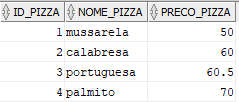 ID_PIZZA NOME_PIZZA PRECO_PIZZA
1 mussarela 50
2 calabresa 60
3 portuguesa 60.5
4 palmito 70